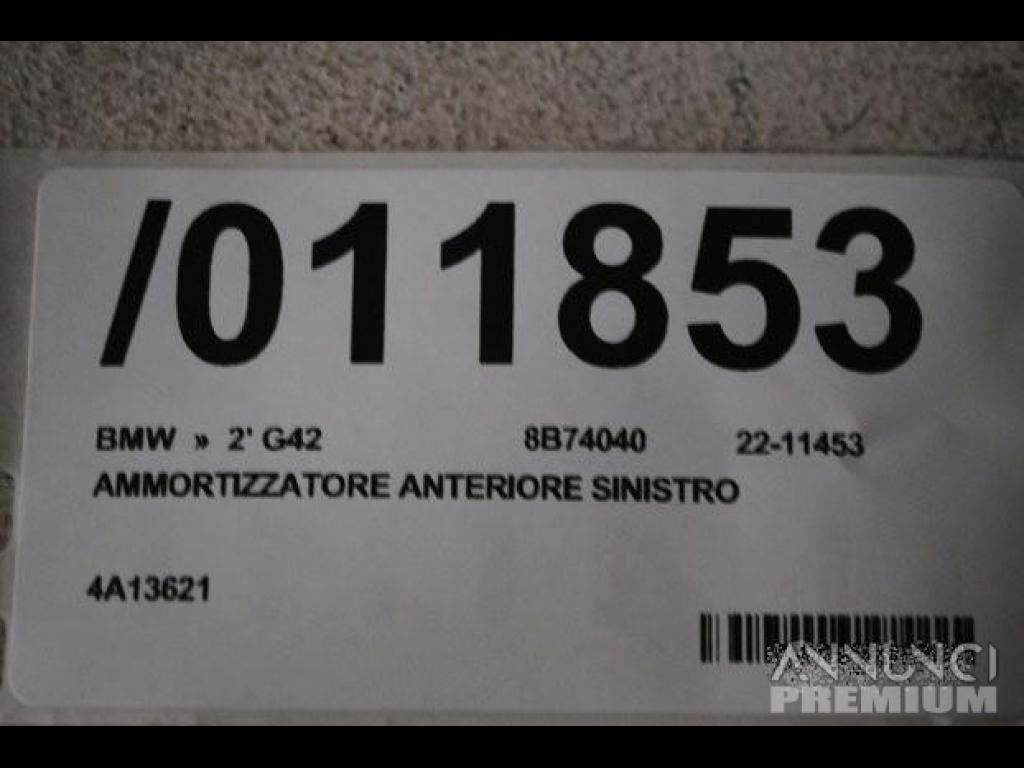 /011853
BMW » 2' G42 8B74040 22-11453
AMMORTIZZATORE ANTERIORE SINISTRO
4A13621
ANNUNCI
PREMIUM